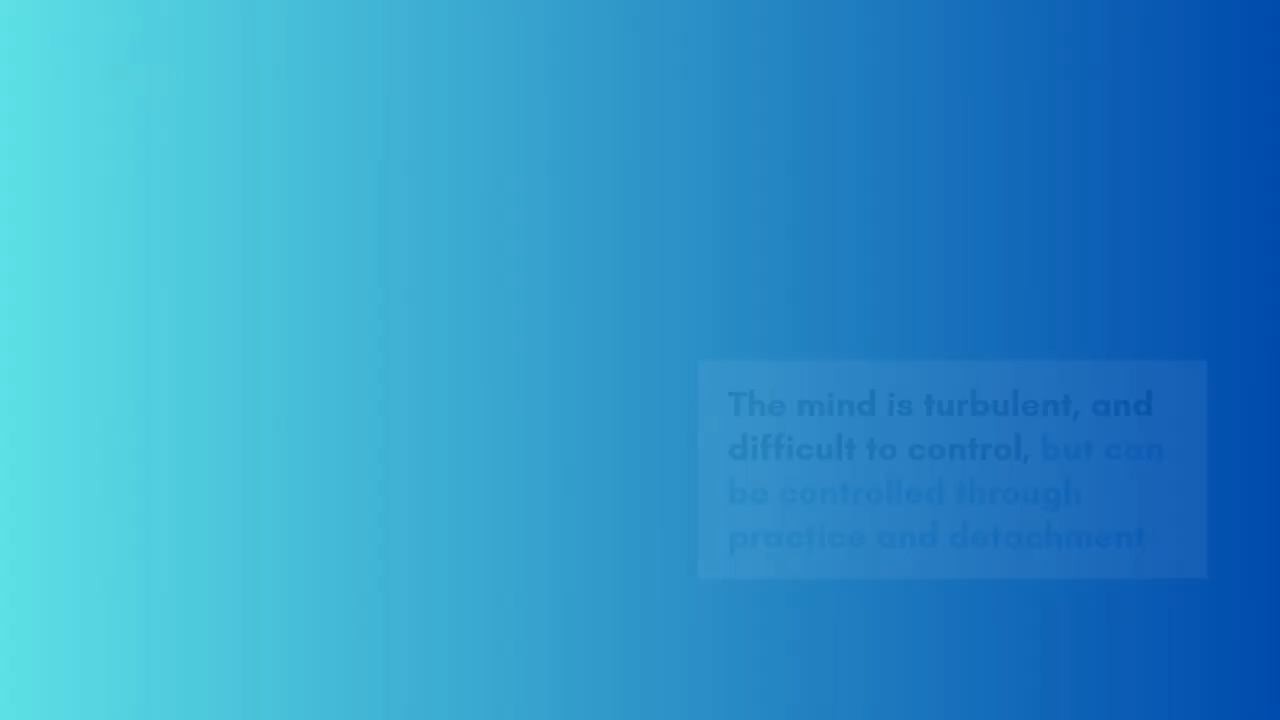 The mind is turbulent, and
difficult to control, but can
be controlled through
practice and detachment